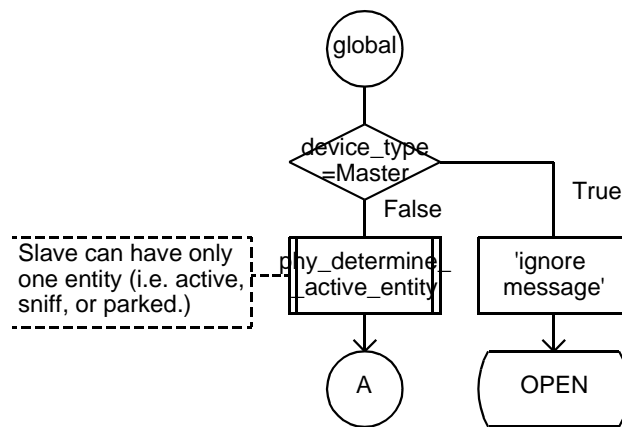 global
device_type
=Master
True
False
Slave can have only
one entity (i.e. active,
sniff, or parked.)
phy_determine_
_active_entity
'ignore
message'
A
OPEN